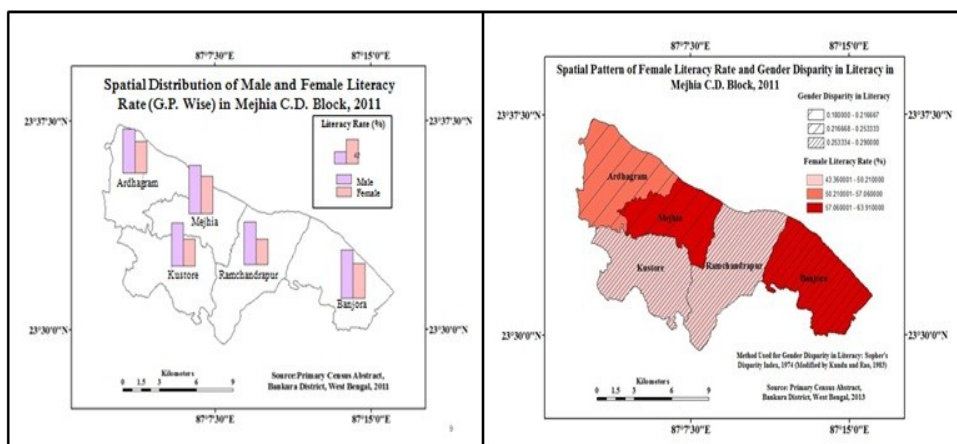 87°7'30"E
87°15'0"E
Spatial Distribution of Male and Female Literacy
Rate (G.P. Wise) in Mejhia C.D. Block, 2011
23°37'30"N
23°37'30"N
Literacy Rate (%)
Male
Female
Ardhagram
Mejhia
Kustore
Ramchandrapur
Banjora
23°30'0"N
23°30'0"N
Kilometers
0
3
6
9
Source:Primary Census Abstract,
Bankura District, West Bengal, 2011
87°7'30"E
87°15'0"E
9
87°7'30"E
87°15'0"E
Spatial Pattern of Female Literacy Rate and Gender Disparity in Literacy in
Mejhia C.D. Block, 2011
23°37'30"N
23°37'30"N
Gender Disparity in Literacy
0.180000 - 0.216667
0.216668 - 0.253333
0.253334 - 0.290000
Female Literacy Rate (%)
43.360001 - 50.210000
50.210001 - 57.060000
57.060001 - 63.910000
Ardhagram
Mejhia
Kustore
Ramchandrapur
Banjora
23°30'0"N
23°30'0"N
Method Used for Gender Disparity in Literacy: Sopher's
Disparity Index, 1974 (Modified by Kundu and Rao, 1983)
Kilometers
0
3
6
9
Source: Primary Census Abstract,
Bankura District, West Bengal, 2013
87°7'30"E
87°15'0"E